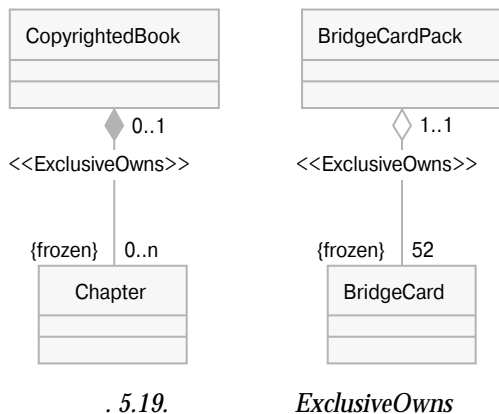 CopyrightedBook
BridgeCardPack
0..1
1..1
<<ExclusiveOwns>>
<<ExclusiveOwns>>
{frozen} 0..n
{frozen} 52
Chapter
BridgeCard
. 5.19. ExclusiveOwns